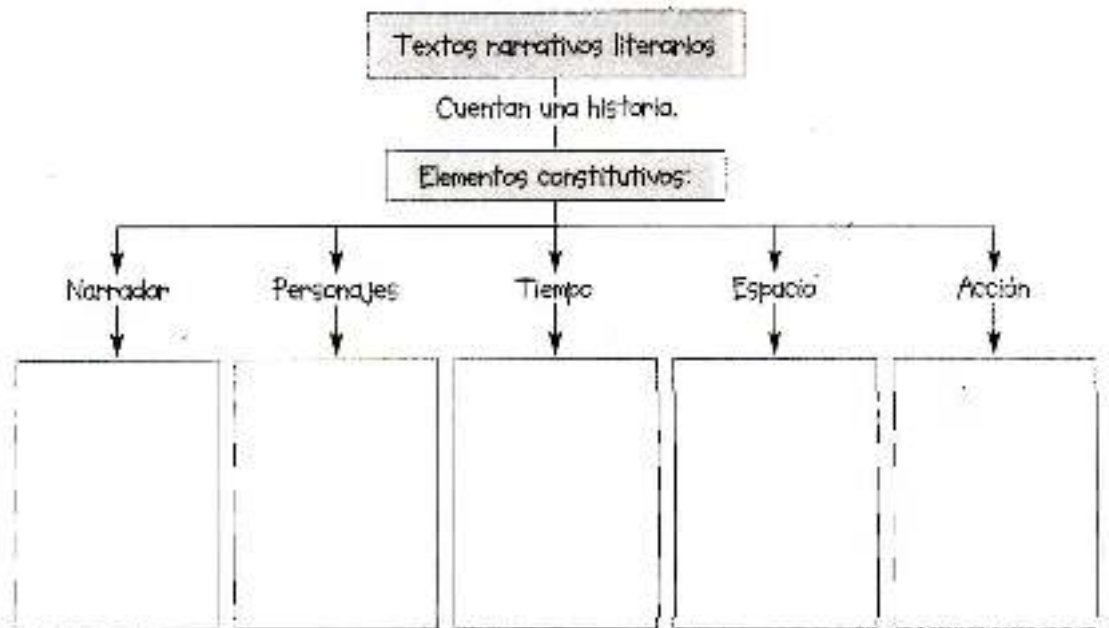 Textos narrativos literarios
Cuentan una historia.
Elementos constitutivos:
Narrador Personajes Tiempo Espacio Acción